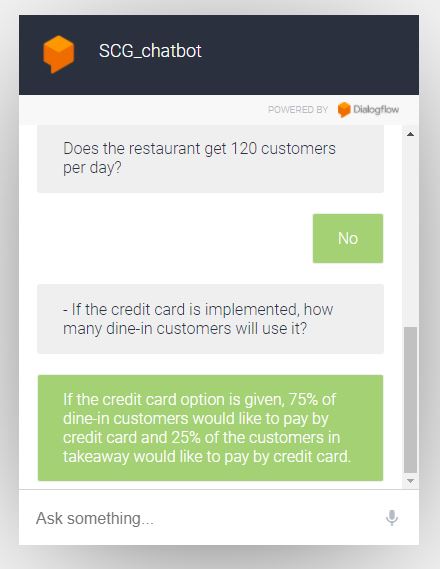 SCG_chatbot
POWERED BY Dialogflow
Does the restaurant get 120 customers
per day?
No
- If the credit card is implemented, how
many dine-in customers will use it?
If the credit card option is given, 75% of
dine-in customers would like to pay by
credit card and 25% of the customers in
takeaway would like to pay by credit card.
Ask something...